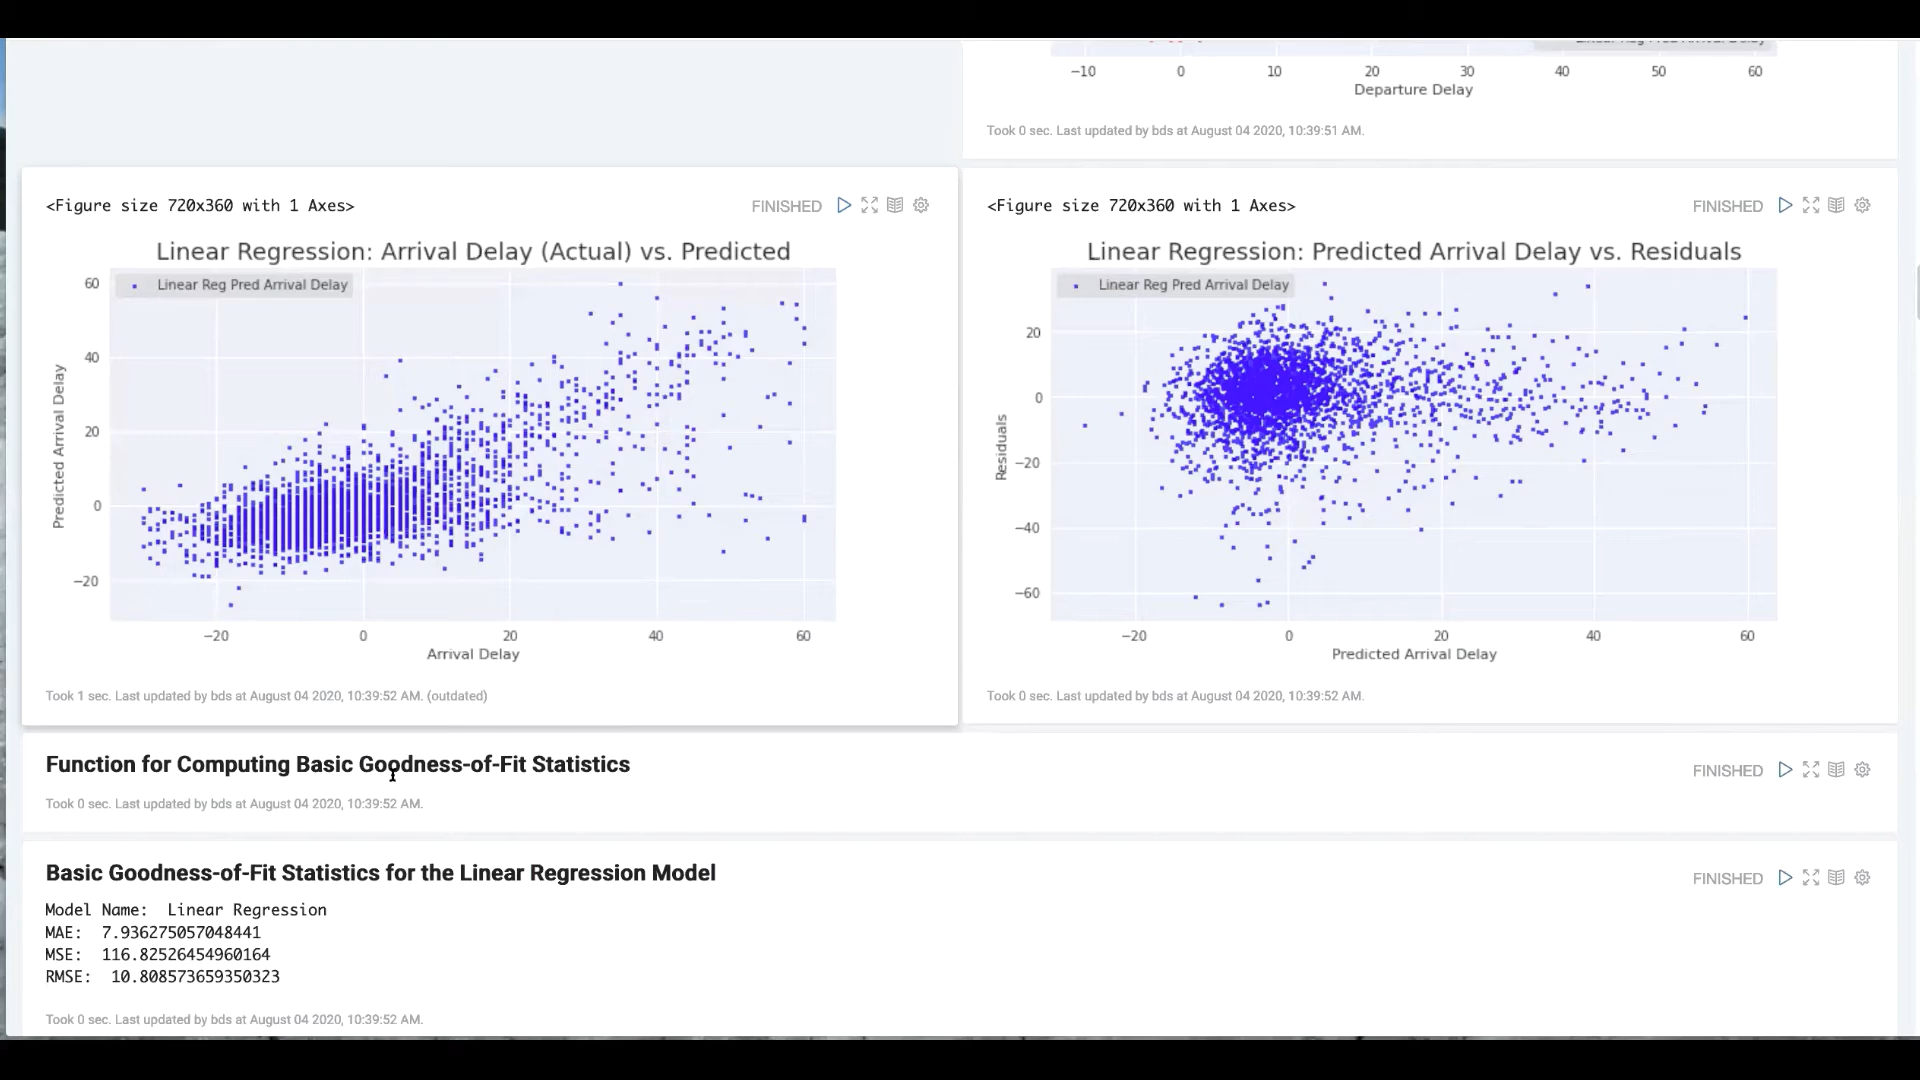 Linear Reg Pred Arrival Delay
−10 0 10 20 30 40 50 60
Departure Delay
Took 0 sec. Last updated by bds at August 04 2020, 10:39:51 AM.
<Figure size 720x360 with 1 Axes>
FINISHED
Linear Regression: Arrival Delay (Actual) vs. Predicted
Linear Reg Pred Arrival Delay
60
40
20
0
−20
Predicted Arrival Delay
−20 0 20 40 60
Arrival Delay
Took 1 sec. Last updated by bds at August 04 2020, 10:39:52 AM. (outdated)
<Figure size 720x360 with 1 Axes>
FINISHED
Linear Regression: Predicted Arrival Delay vs. Residuals
Linear Reg Pred Arrival Delay
20
0
−20
−40
−60
Residuals
−20 0 20 40 60
Predicted Arrival Delay
Took 0 sec. Last updated by bds at August 04 2020, 10:39:52 AM.
Function for Computing Basic Goodness-of-Fit Statistics
FINISHED
Took 0 sec. Last updated by bds at August 04 2020, 10:39:52 AM.
Basic Goodness-of-Fit Statistics for the Linear Regression Model
FINISHED
Model Name: Linear Regression
MAE: 7.936275057048441
MSE: 116.82526454960164
RMSE: 10.808573659350323
Took 0 sec. Last updated by bds at August 04 2020, 10:39:52 AM.